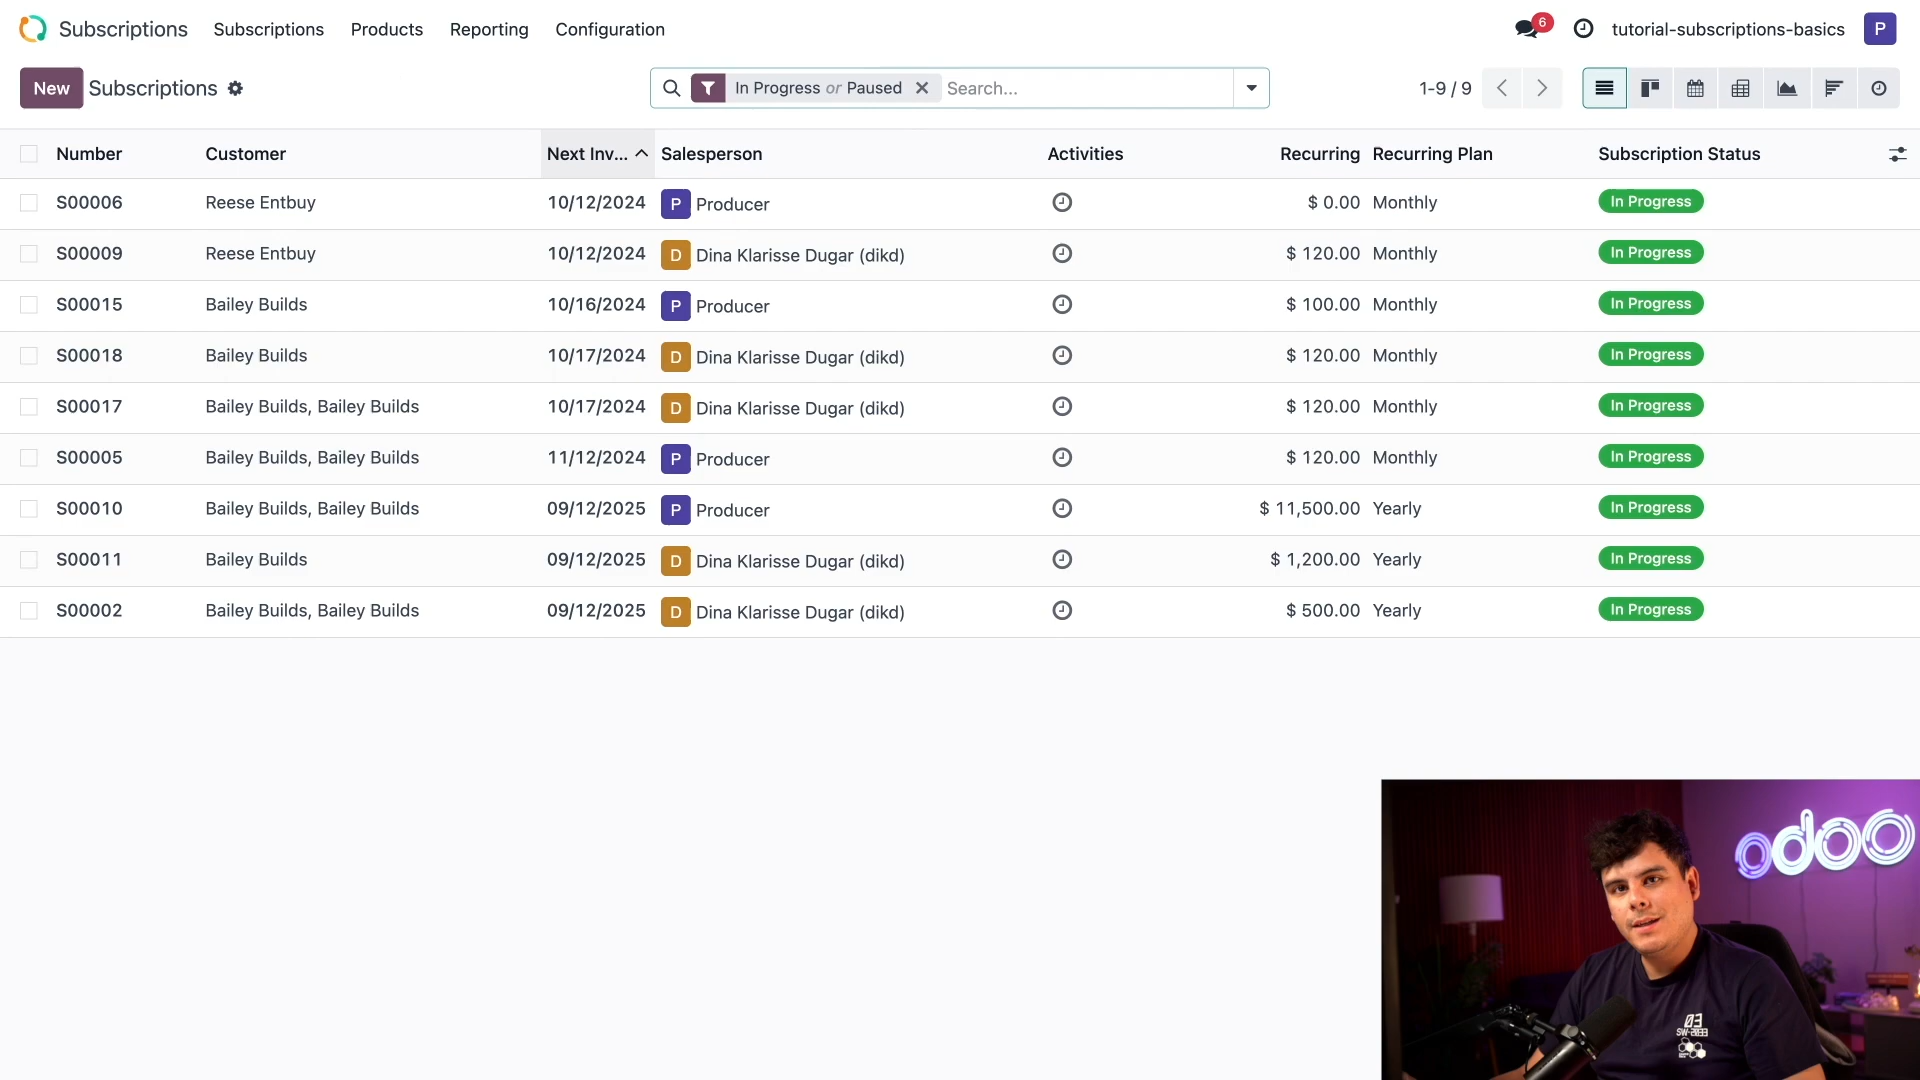 Subscriptions Subscriptions Products Reporting Configuration 6 tutorial-subscriptions-basics P
New Subscriptions In Progress or Paused Search... 1-9 / 9
Number Customer Next Inv... Salesperson Activities Recurring Recurring Plan Subscription Status
S00006 Reese Entbuy 10/12/2024 P Producer $ 0.00 Monthly In Progress
S00009 Reese Entbuy 10/12/2024 D Dina Klarisse Dugar (dikd) $ 120.00 Monthly In Progress
S00015 Bailey Builds 10/16/2024 P Producer $ 100.00 Monthly In Progress
S00018 Bailey Builds 10/17/2024 D Dina Klarisse Dugar (dikd) $ 120.00 Monthly In Progress
S00017 Bailey Builds, Bailey Builds 10/17/2024 D Dina Klarisse Dugar (dikd) $ 120.00 Monthly In Progress
S00005 Bailey Builds, Bailey Builds 11/12/2024 P Producer $ 120.00 Monthly In Progress
S00010 Bailey Builds, Bailey Builds 09/12/2025 P Producer $ 11,500.00 Yearly In Progress
S00011 Bailey Builds 09/12/2025 D Dina Klarisse Dugar (dikd) $ 1,200.00 Yearly In Progress
S00002 Bailey Builds, Bailey Builds 09/12/2025 D Dina Klarisse Dugar (dikd) $ 500.00 Yearly In Progress
odoo